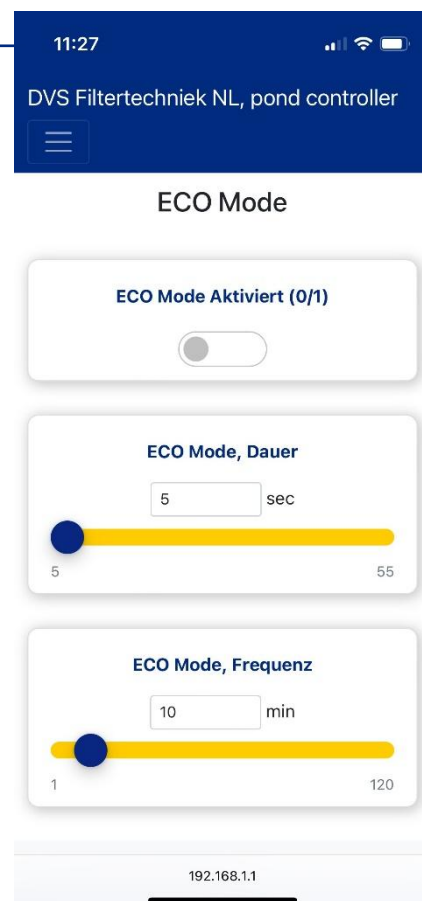 11:27
DVS Filtertechniek NL, pond controller
ECO Mode
ECO Mode Aktiviert (0/1)
ECO Mode, Dauer
5 sec
5 55
ECO Mode, Frequenz
10 min
1 120
192.168.1.1